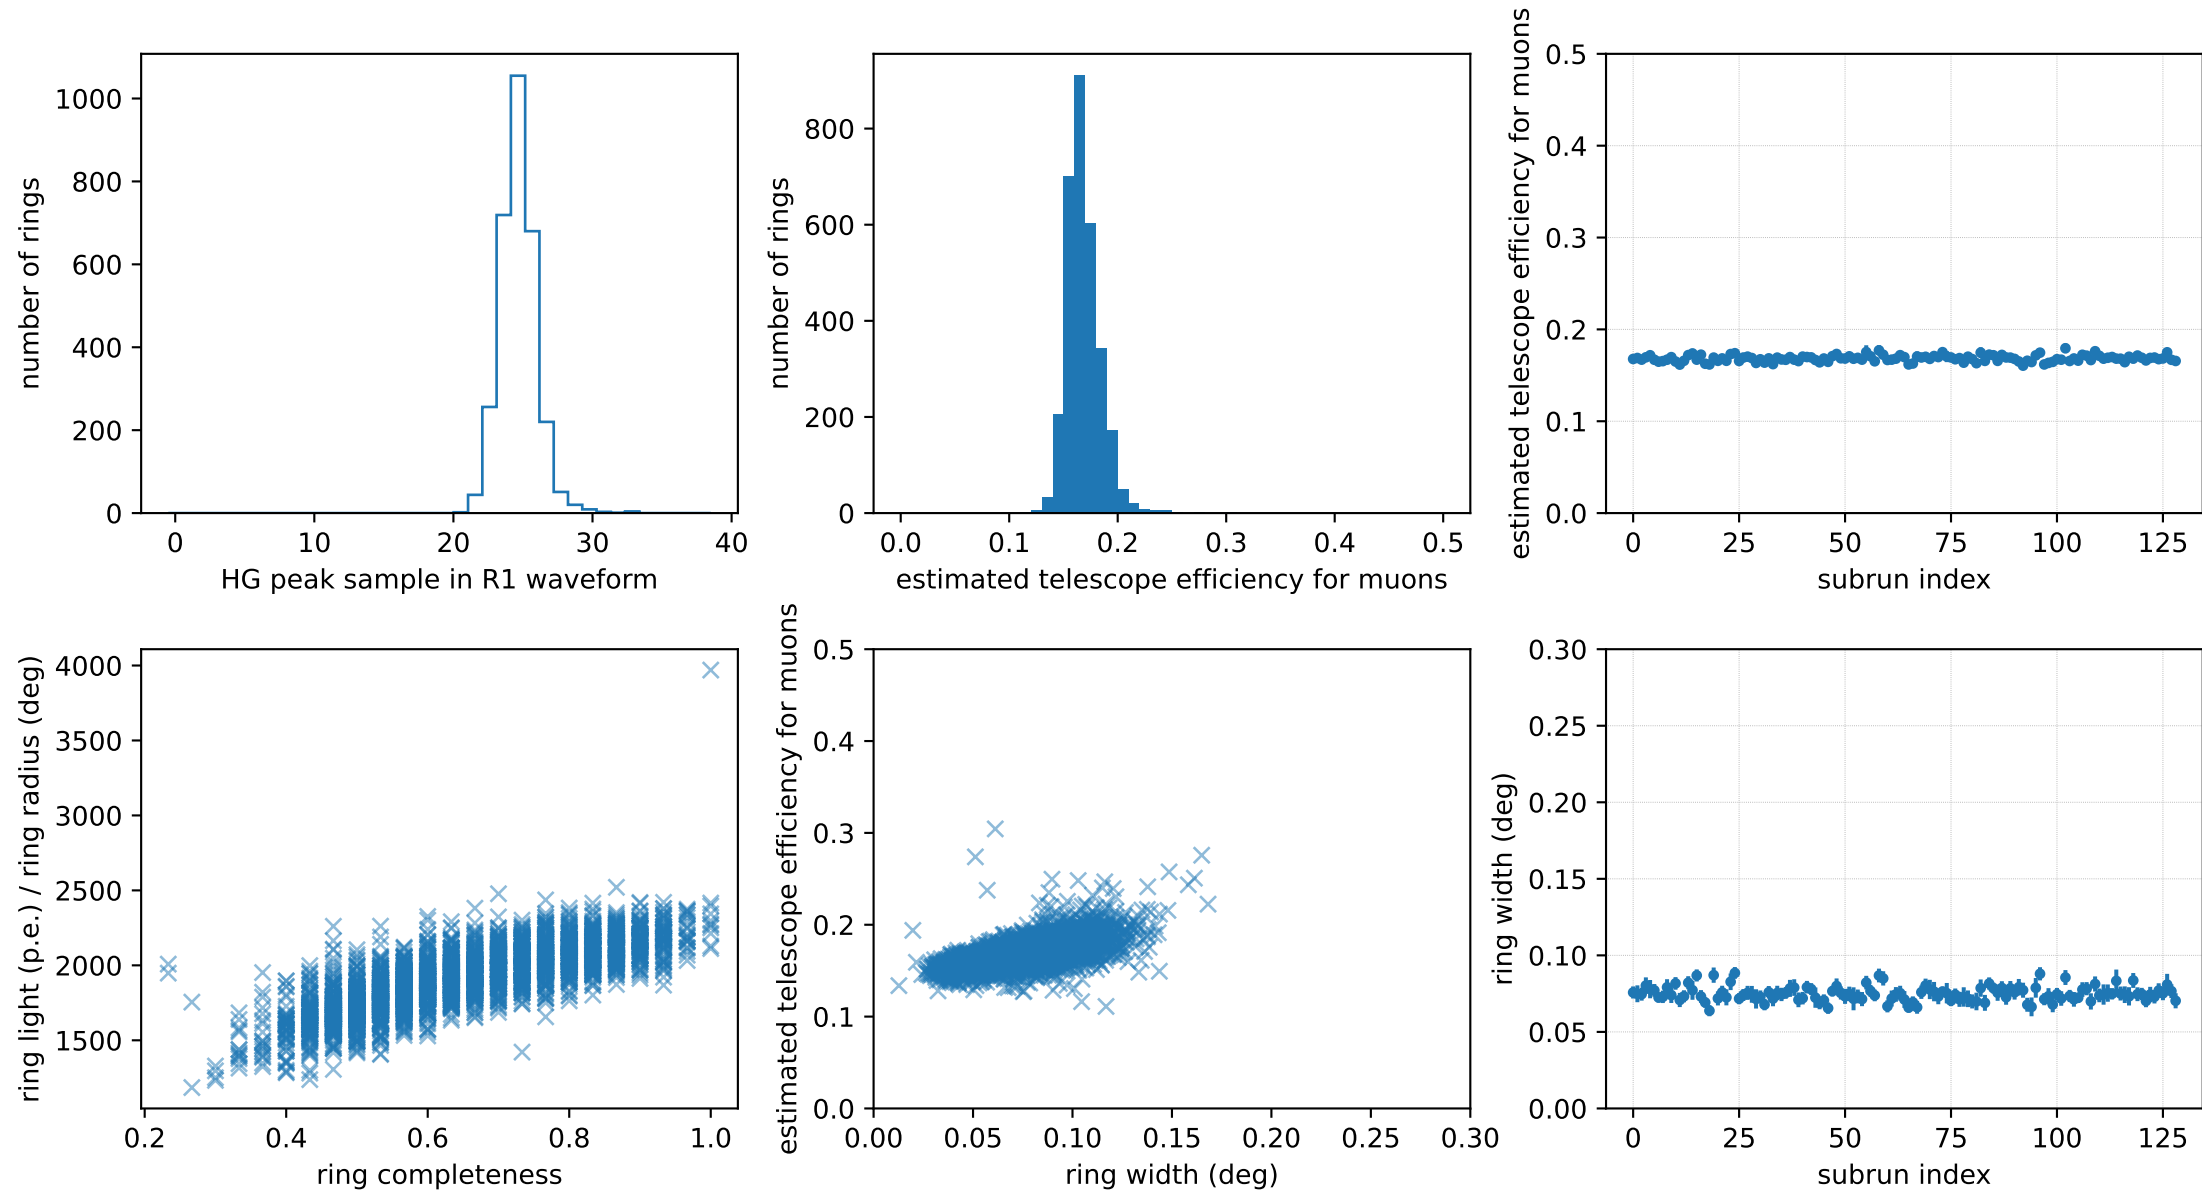 1000
800
600
400
200
0
number of rings
0 10 20 30 40
HG peak sample in R1 waveform
800
600
400
200
0
number of rings
0.0 0.1 0.2 0.3 0.4 0.5
estimated telescope efficiency for muons
0.5
0.4
0.3
0.2
0.1
0.0
estimated telescope efficiency for muons
0 25 50 75 100 125
subrun index
4000
3500
3000
2500
2000
1500
ring light (p.e.) / ring radius (deg)
0.2 0.4 0.6 0.8 1.0
ring completeness
0.5
0.4
0.3
0.2
0.1
0.0
estimated telescope efficiency for muons
0.00 0.05 0.10 0.15 0.20 0.25 0.30
ring width (deg)
0.30
0.25
0.20
0.15
0.10
0.05
0.00
ring width (deg)
0 25 50 75 100 125
subrun index